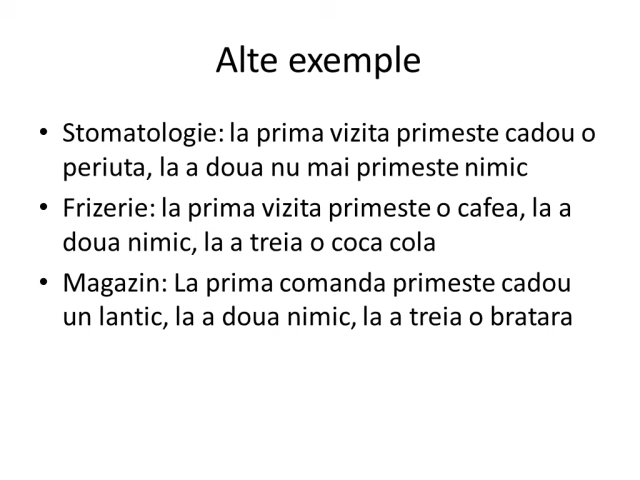 Alte exemple
• Stomatologie: la prima vizita primeste cadou o
periuta, la a doua nu mai primeste nimic
• Frizerie: la prima vizita primeste o cafea, la a
doua nimic, la a treia o coca cola
• Magazin: La prima comanda primeste cadou
un lantic, la a doua nimic, la a treia o bratara